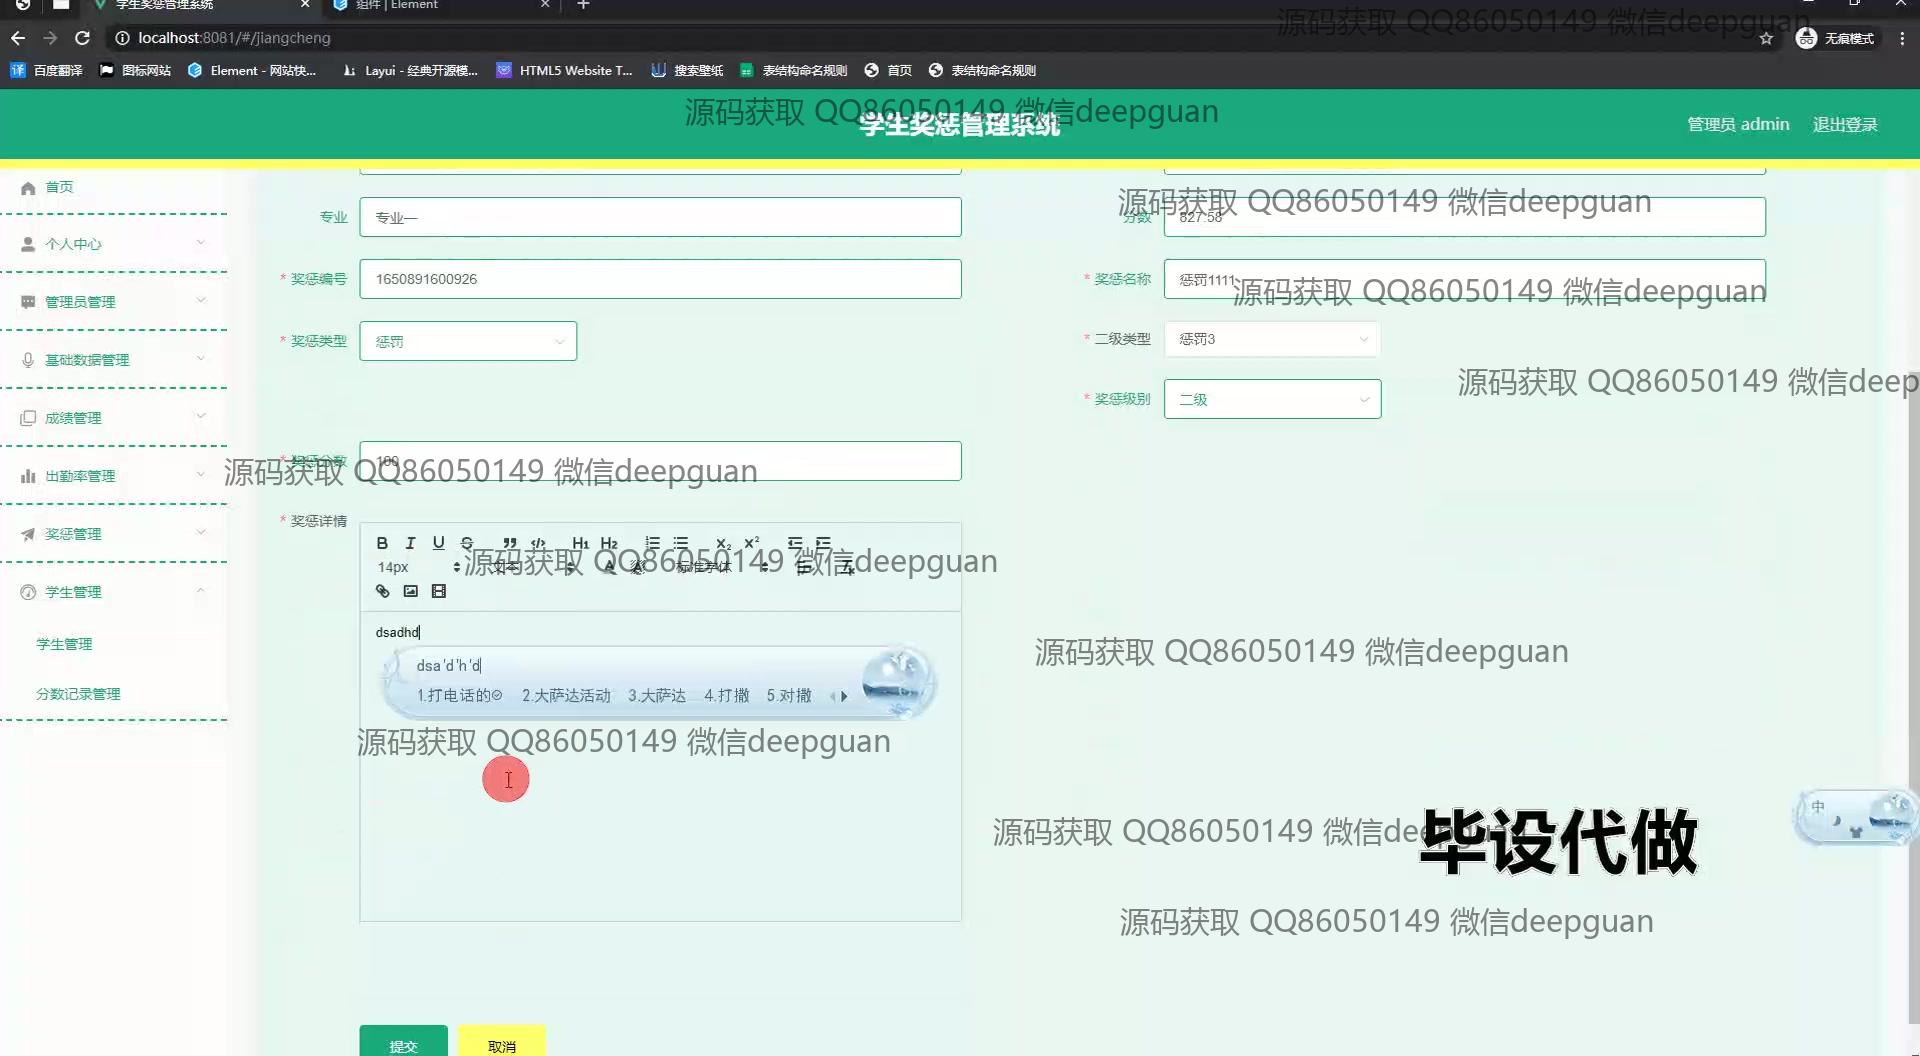 学生奖惩管理系统
组件 | Element
源码获取 QQ86050149 微信deepguan
localhost:8081/#/jiangcheng
无痕模式
百度翻译
图标网站
Element - 网站快...
Layui - 经典开源模...
HTML5 Website T...
搜索壁纸
表结构命名规则
首页
表结构命名规则
源码获取 QQ86050149 微信deepguan
学生奖惩管理系统
管理员 admin
退出登录
首页
个人中心
管理员管理
基础数据管理
成绩管理
出勤率管理
奖惩管理
学生管理
学生管理
分数记录管理
专业 专业一
分数 827.58
源码获取 QQ86050149 微信deepguan
* 奖惩编号 1650891600926
* 奖惩名称 惩罚1111
源码获取 QQ86050149 微信deepguan
* 奖惩类型 惩罚
* 二级类型 惩罚3
源码获取 QQ86050149 微信deep
* 奖惩级别 二级
* 奖惩分数 100
源码获取 QQ86050149 微信deepguan
* 奖惩详情
B I U S H1 H2 X2 X2
14px 文本 A 标准字体
源码获取 QQ86050149 微信deepguan
dsadhd
dsa'd'h'd
1.打电话的 2.大萨达活动 3.大萨达 4.打撒 5.对撒
源码获取 QQ86050149 微信deepguan
源码获取 QQ86050149 微信deepguan
中
源码获取 QQ86050149 微信deepguan
毕设代做
源码获取 QQ86050149 微信deepguan
提交
取消